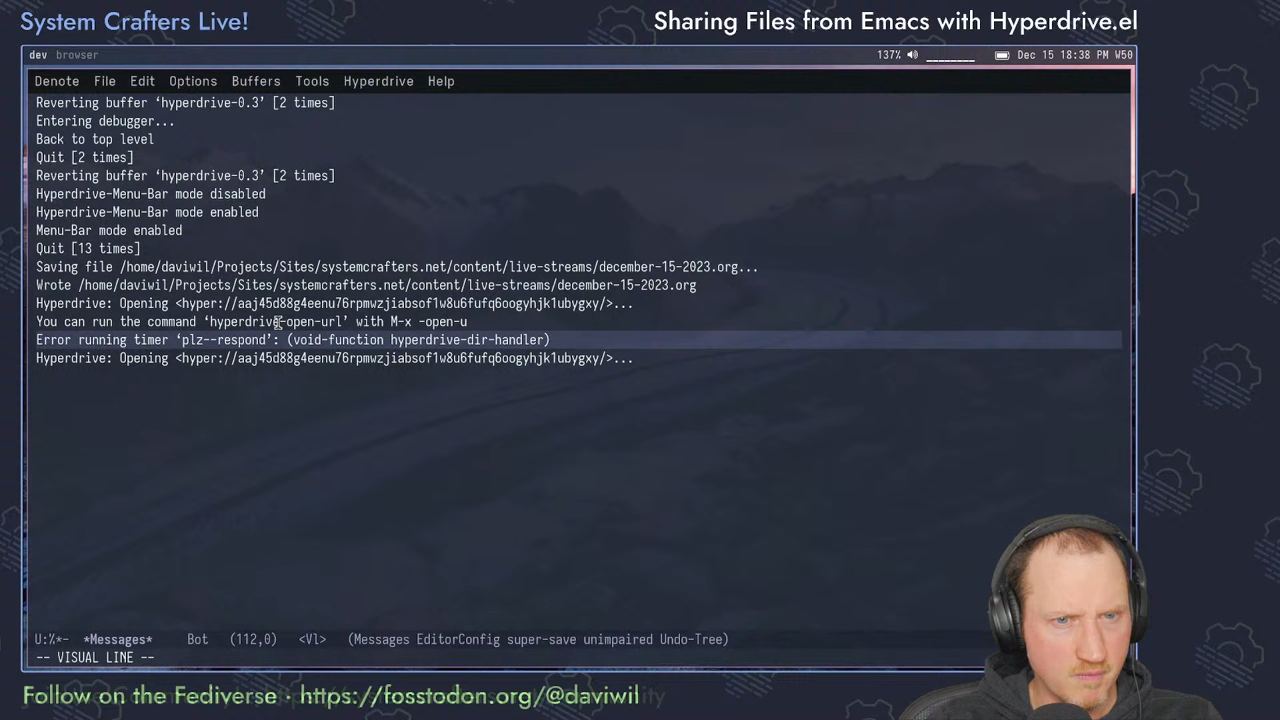 System Crafters Live!
Sharing Files from Emacs with Hyperdrive.el
dev browser
137% Dec 15 18:38 PM W50
Denote File Edit Options Buffers Tools Hyperdrive Help
Reverting buffer ‘hyperdrive-0.3’ [2 times]
Entering debugger...
Back to top level
Quit [2 times]
Reverting buffer ‘hyperdrive-0.3’ [2 times]
Hyperdrive-Menu-Bar mode disabled
Hyperdrive-Menu-Bar mode enabled
Menu-Bar mode enabled
Quit [13 times]
Saving file /home/daviwil/Projects/Sites/systemcrafters.net/content/live-streams/december-15-2023.org...
Wrote /home/daviwil/Projects/Sites/systemcrafters.net/content/live-streams/december-15-2023.org
Hyperdrive: Opening <hyper://aaj45d88g4eenu76rpmwzjiabsof1w8u6fufq6oogyhjk1ubygxy/>...
You can run the command ‘hyperdrive-open-url’ with M-x -open-u
Error running timer ‘plz--respond’: (void-function hyperdrive-dir-handler)
Hyperdrive: Opening <hyper://aaj45d88g4eenu76rpmwzjiabsof1w8u6fufq6oogyhjk1ubygxy/>...
U:%*- *Messages* Bot (112,0) <Vl> (Messages EditorConfig super-save unimpaired Undo-Tree)
-- VISUAL LINE --
Follow on the Fediverse · https://fosstodon.org/@daviwil